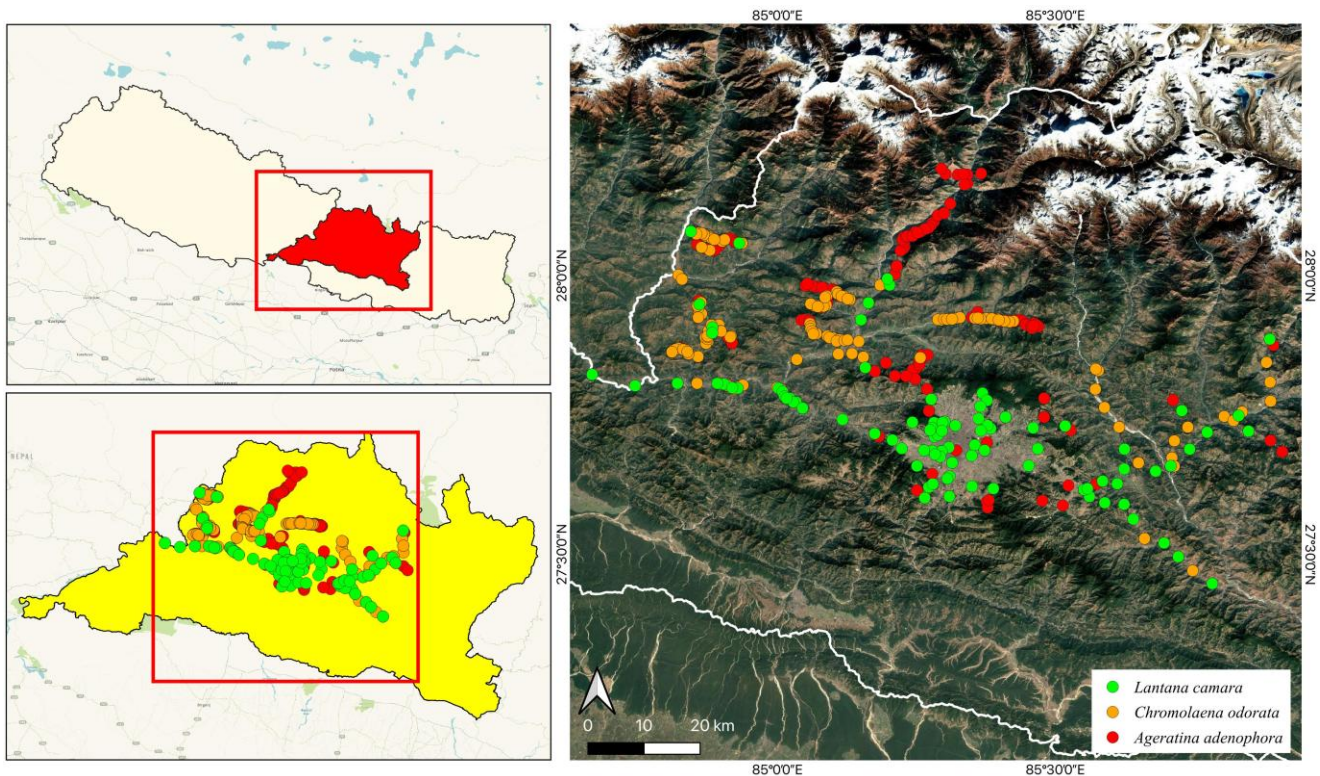 85°0'0"E
85°30'0"E
28°0'0"N
28°0'0"N
NEPAL
27°30'0"N
27°30'0"N
0
10
20 km
Lantana camara
Chromolaena odorata
Ageratina adenophora
85°0'0"E
85°30'0"E